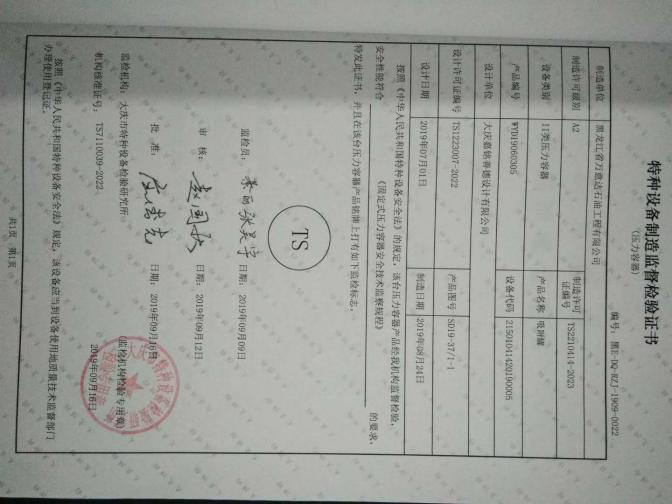 特种设备制造监督检验证书
(压力容器)
编号：黑E-DQ-RZJ-1909-0022
制造单位 黑龙江省万意达石油工程有限公司
制造许可级别 A2 制造许可证编号 TS2210414-2023
设备类别 II类压力容器 产品名称 吸附罐
产品编号 WYD19060305 设备代码 21501041420190005
设计单位 大庆嘉铭善德设计有限公司
设计许可证编号 TS1223007-2022 产品图号 SD19-37/1-1
设计日期 2019年07月01日 制造日期 2019年08月24日
按照《中华人民共和国特种设备安全法》的规定，该台压力容器产品经我机构监督检验，
安全性能符合 《固定式压力容器安全技术监察规程》 的要求，
特发此证书，并且在该台压力容器产品铭牌上打有如下监检标志。
TS
监检员： 日期：2019年09月09日
审 核： 日期：2019年09月12日
批 准： 日期：2019年09月16日
监检机构：大庆市特种设备检验研究所 (监检机构检验专用章)
机构核准证号：TS7110039-2022 2019年09月16日
按照《中华人民共和国特种设备安全法》规定，该设备应当到设备使用地质量技术监督部门
办理使用登记证。
共1页 第1页